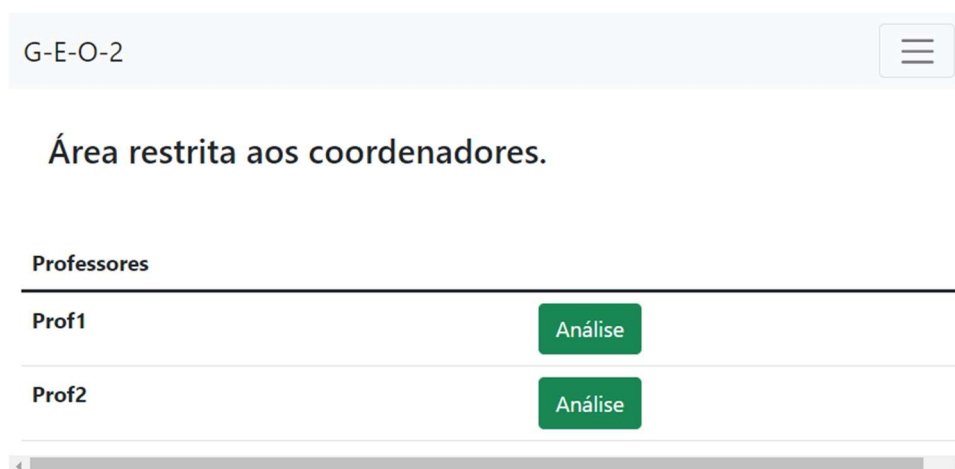 G-E-O-2
Área restrita aos coordenadores.
Professores
Prof1 Análise
Prof2 Análise